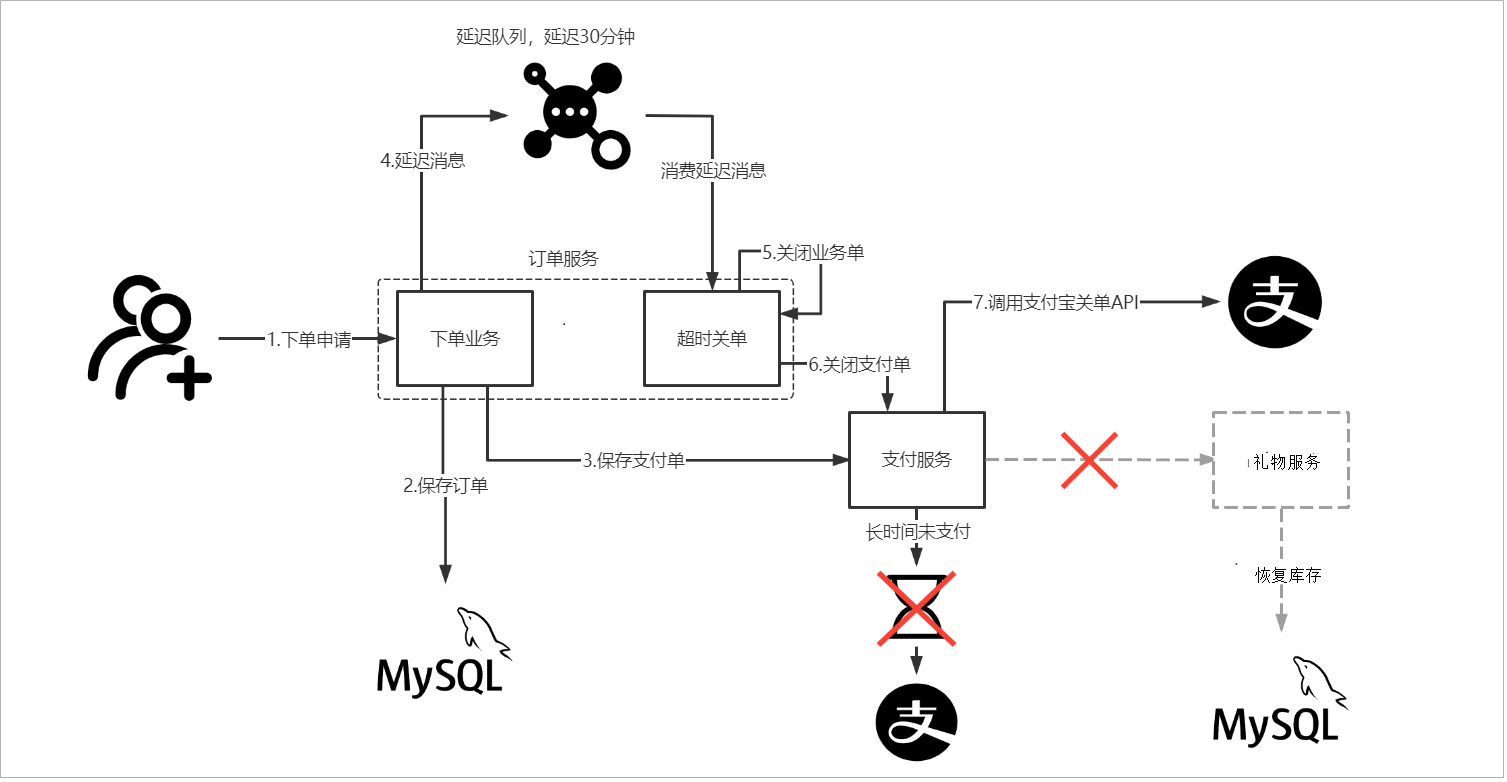 延迟队列，延迟30分钟
4.延迟消息
消费延迟消息
订单服务
5.关闭业务单
1.下单申请
下单业务
超时关单
7.调用支付宝关单API
支
6.关闭支付单
3.保存支付单
支付服务
礼物服务
2.保存订单
长时间未支付
恢复库存
MySQL
支
MySQL